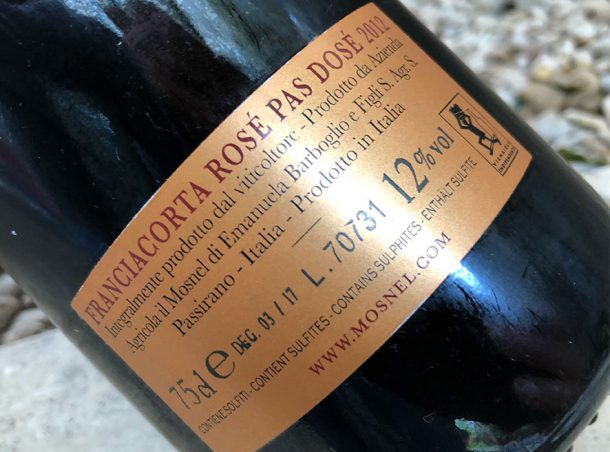 FRANCIACORTA ROSÉ PAS DOSÉ 2012
Integralmente prodotto dal viticoltore - Prodotto da Azienda
Agricola il Mosnel di Emanuela Barboglio e Figli S. Agr. S.
Passirano - Italia - Prodotto in Italia
75cl e DEG. 03 / 17 L. 70731 12%vol
CONTIENE SOLFITI - CONTIENT SULFITES - CONTAINS SULPHITES - ENTHÄLT SULFITE
WWW.MOSNEL.COM